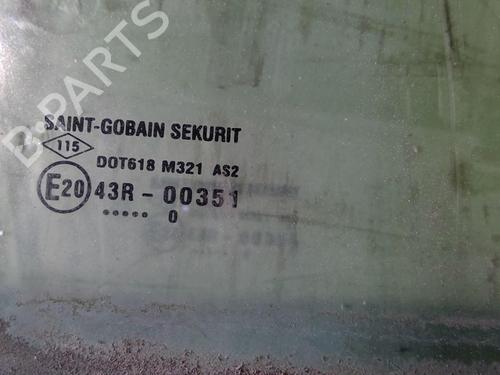 B-PARTS
SAINT-GOBAIN SEKURIT
115
DOT618 M321 AS2
E20 43R-00351
..... 0